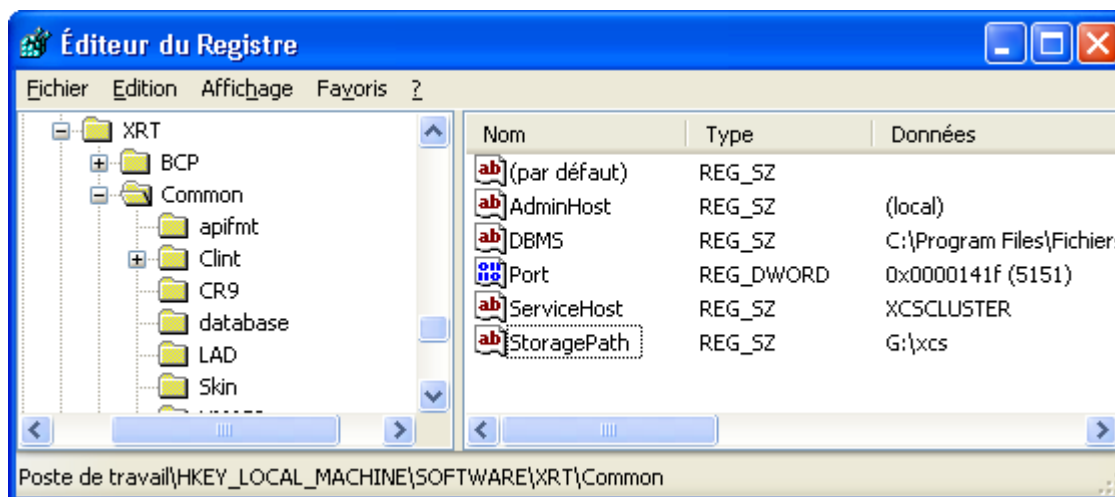 Éditeur du Registre
Fichier Edition Affichage Favoris ?
XRT
BCP
Common
apifmt
Clint
CR9
database
LAD
Skin
Nom Type Données
(par défaut) REG_SZ
AdminHost REG_SZ (local)
DBMS REG_SZ C:\Program Files\Fichiers
Port REG_DWORD 0x0000141f (5151)
ServiceHost REG_SZ XCSCLUSTER
StoragePath REG_SZ G:\xcs
Poste de travail\HKEY_LOCAL_MACHINE\SOFTWARE\XRT\Common